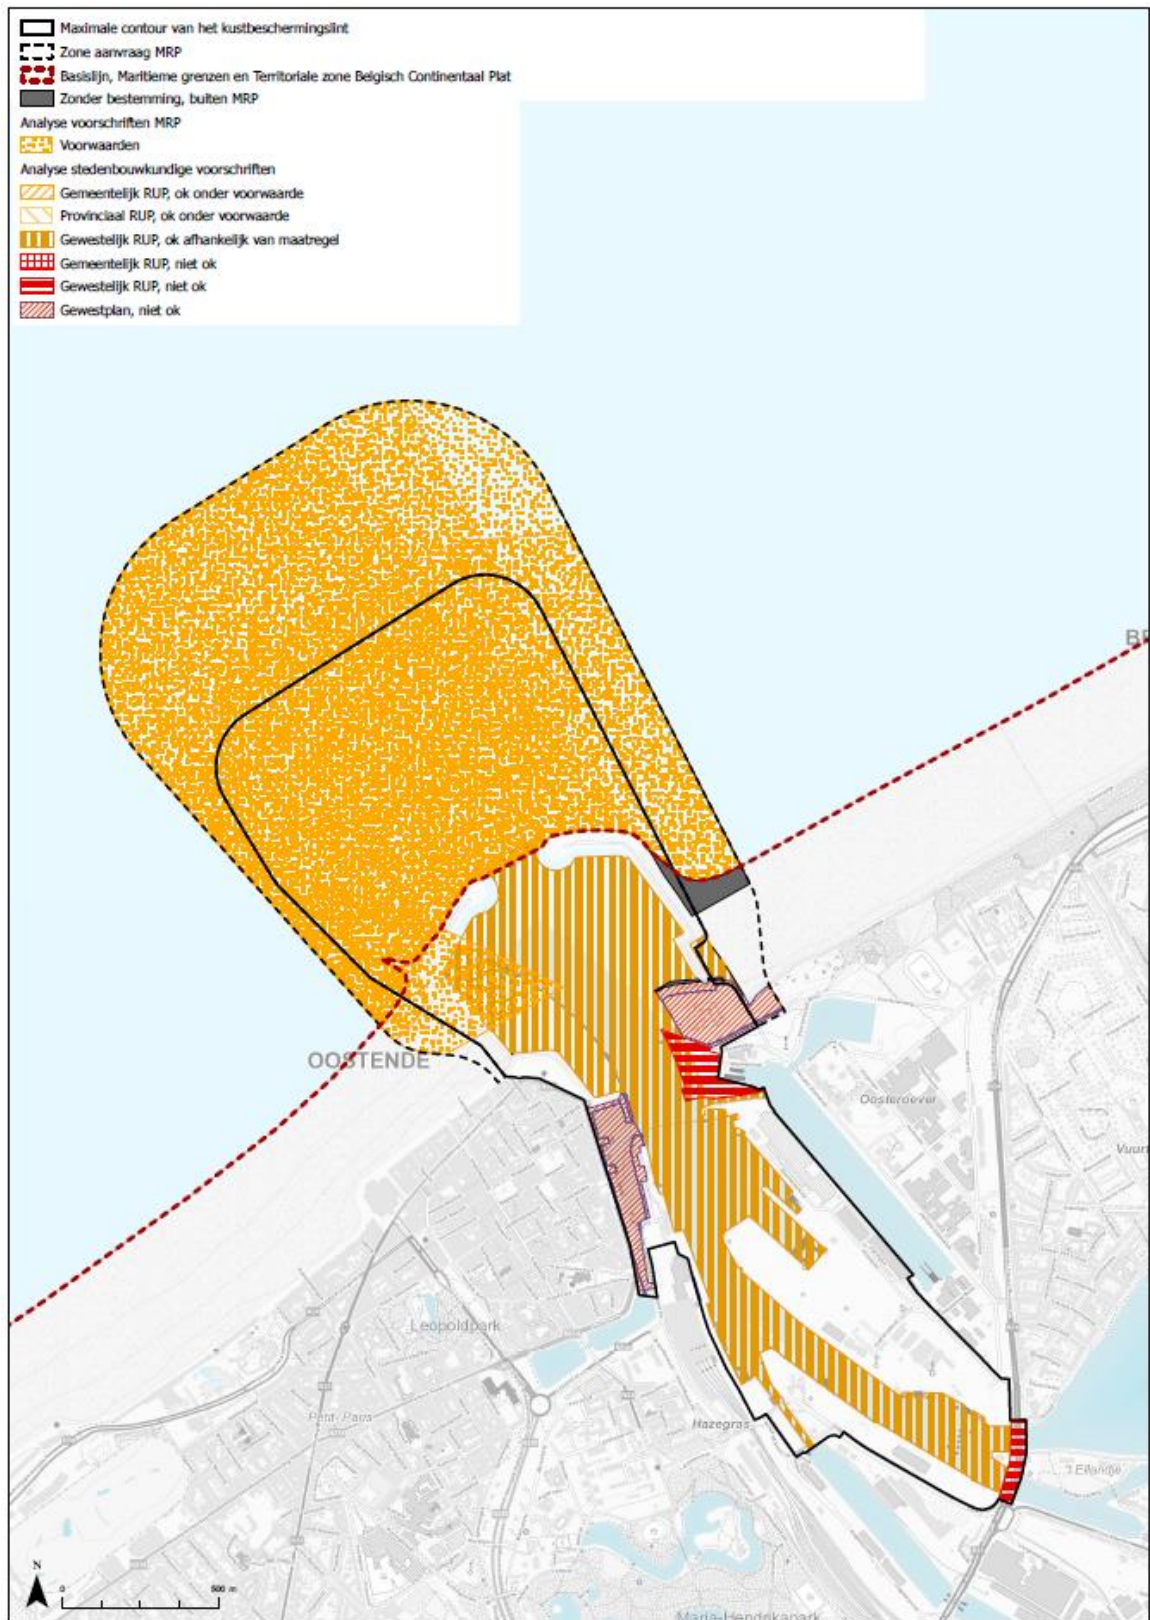 Maximale contour van het kustbeschermingslint
Zone aanvraag MRP
Basislijn, Maritieme grenzen en Territoriale zone Belgisch Continentaal Plat
Zonder bestemming, buiten MRP
Analyse voorschriften MRP
Voorwaarden
Analyse stedenbouwkundige voorschriften
Gemeentelijk RUP, ok onder voorwaarde
Provinciaal RUP, ok onder voorwaarde
Gewestelijk RUP, ok afhankelijk van maatregel
Gemeentelijk RUP, niet ok
Gewestelijk RUP, niet ok
Gewestplan, niet ok
OOSTENDE
Oosteroever
Vuurt
Leopoldpark
Petit-Paris
Hazegras
't Eilandje
N
0
500 m
Maria-Hendrikapark